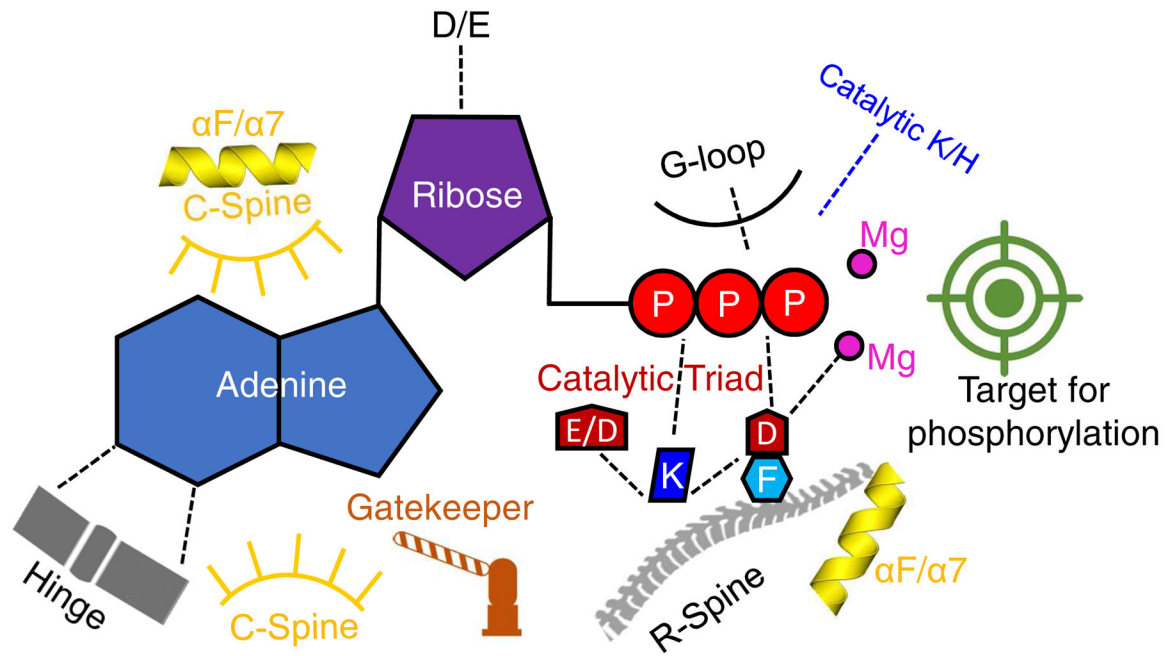 D/E
αF/α7
C-Spine
Ribose
G-loop
Catalytic K/H
Mg
P P P
Mg
Adenine
Catalytic Triad
Target for
phosphorylation
E/D
D
K
F
Gatekeeper
Hinge
C-Spine
R-Spine
αF/α7